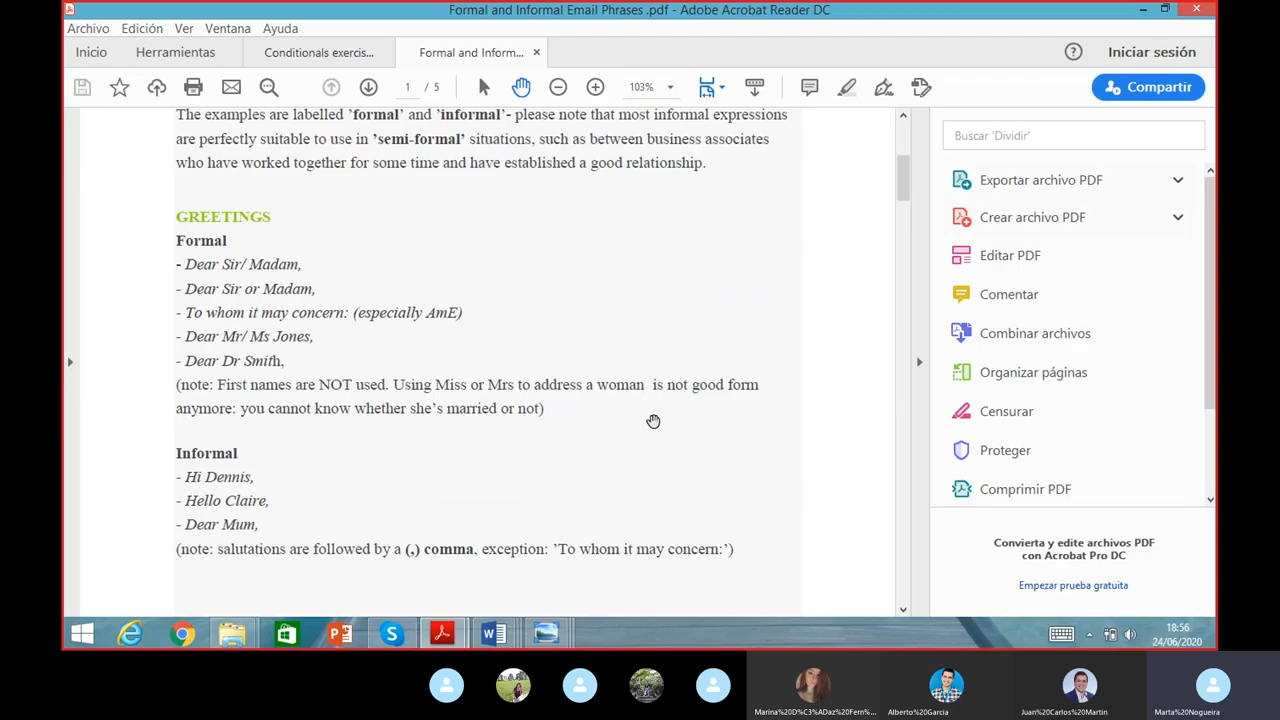 Formal and Informal Email Phrases .pdf - Adobe Acrobat Reader DC
Archivo Edición Ver Ventana Ayuda
Inicio Herramientas Conditionals exercis... Formal and Inform... × Iniciar sesión
1 / 5 103% Compartir
The examples are labelled ’formal’ and ’informal’- please note that most informal expressions
are perfectly suitable to use in ’semi-formal’ situations, such as between business associates
who have worked together for some time and have established a good relationship.
GREETINGS
Formal
- Dear Sir/ Madam,
- Dear Sir or Madam,
- To whom it may concern: (especially AmE)
- Dear Mr/ Ms Jones,
- Dear Dr Smith,
(note: First names are NOT used. Using Miss or Mrs to address a woman is not good form
anymore: you cannot know whether she’s married or not)
Informal
- Hi Dennis,
- Hello Claire,
- Dear Mum,
(note: salutations are followed by a (,) comma, exception: ’To whom it may concern:’)
Buscar 'Dividir'
Exportar archivo PDF
Crear archivo PDF
Editar PDF
Comentar
Combinar archivos
Organizar páginas
Censurar
Proteger
Comprimir PDF
Convierta y edite archivos PDF
con Acrobat Pro DC
Empezar prueba gratuita
18:56
24/06/2020
Marina%20D%C3%ADaz%20Fern%... Alberto%20Garcia Juan%20Carlos%20Martin Marta%20Nogueira